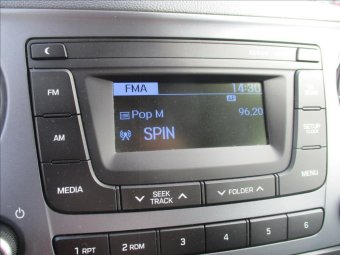 FMA 14:30
AF
Pop M 96,20
SPIN
FM
AM
MEDIA
SEEK
TRACK
FOLDER
SETUP
CLOCK
MENU
1 RPT
2 RDM
3
4
5
6